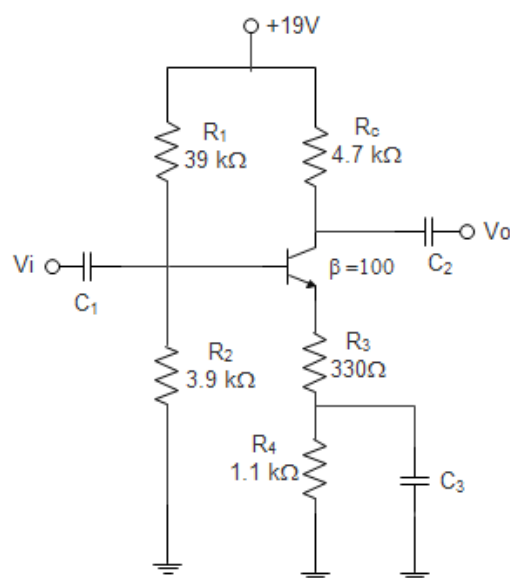 +19V
R₁
39 kΩ
Rc
4.7 kΩ
Vi
C₁
β=100
C₂
Vo
R₂
3.9 kΩ
R₃
330Ω
R₄
1.1 kΩ
C₃